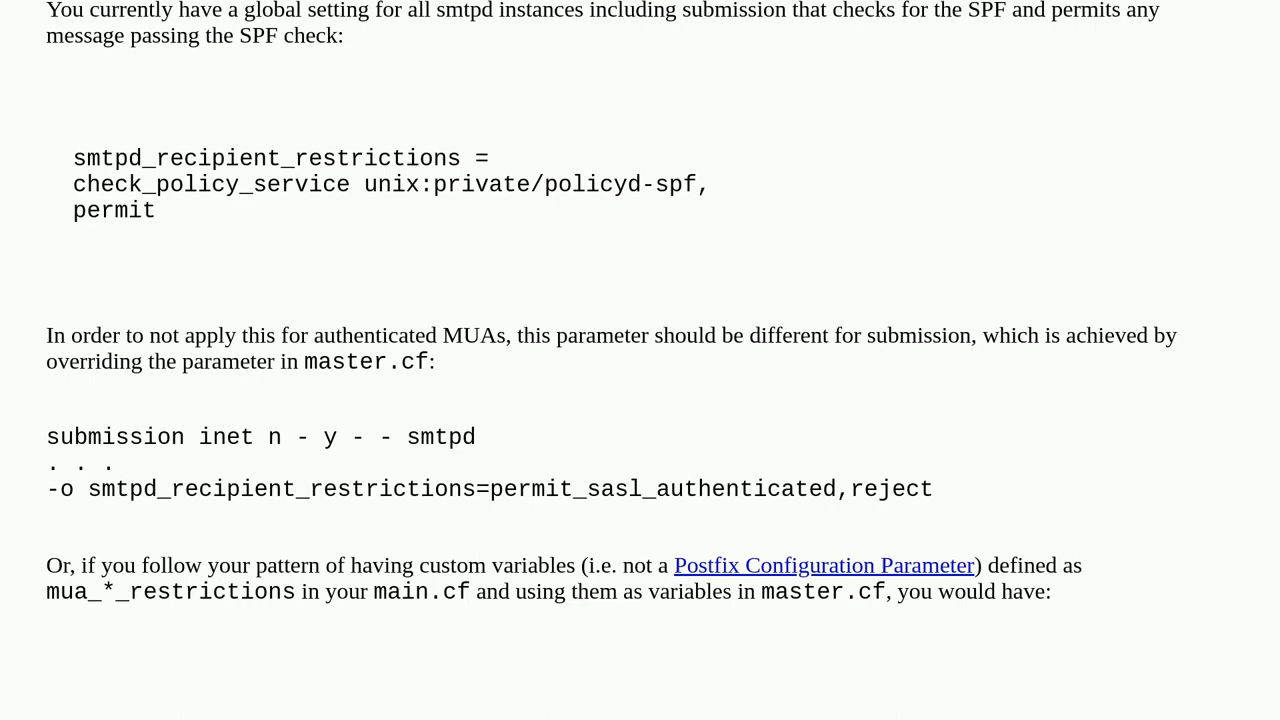 You currently have a global setting for all smtpd instances including submission that checks for the SPF and permits any
message passing the SPF check:
smtpd_recipient_restrictions =
check_policy_service unix:private/policyd-spf,
permit
In order to not apply this for authenticated MUAs, this parameter should be different for submission, which is achieved by
overriding the parameter in master.cf:
submission inet n - y - - smtpd
. . .
-o smtpd_recipient_restrictions=permit_sasl_authenticated,reject
Or, if you follow your pattern of having custom variables (i.e. not a Postfix Configuration Parameter) defined as
mua_*_restrictions in your main.cf and using them as variables in master.cf, you would have: